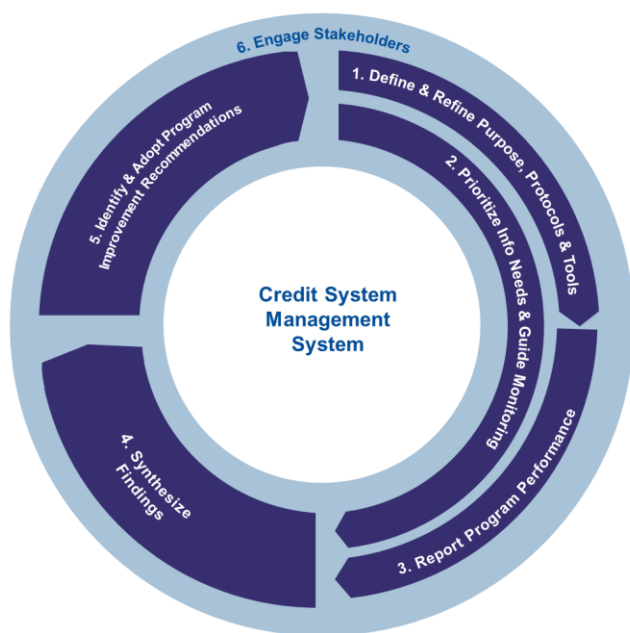 6. Engage Stakeholders
1. Define & Refine Purpose, Protocols & Tools
2. Prioritize Info Needs & Guide Monitoring
3. Report Program Performance
4. Synthesize
Findings
5. Identify & Adopt Program
Improvement Recommendations
Credit System
Management
System